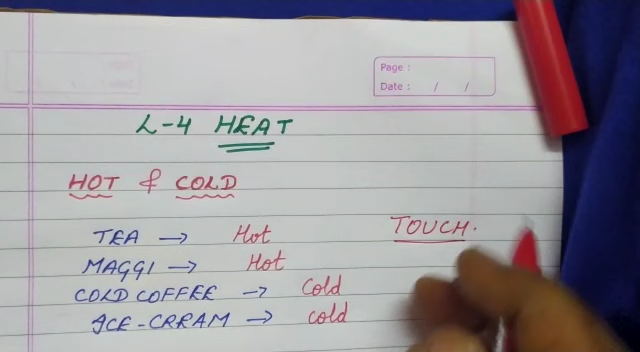 Page :
Date : / /
L-4 HEAT
HOT & COLD
TEA → Hot
TOUCH.
MAGGI → Hot
COLD COFFEE → Cold
ICE-CREAM → cold